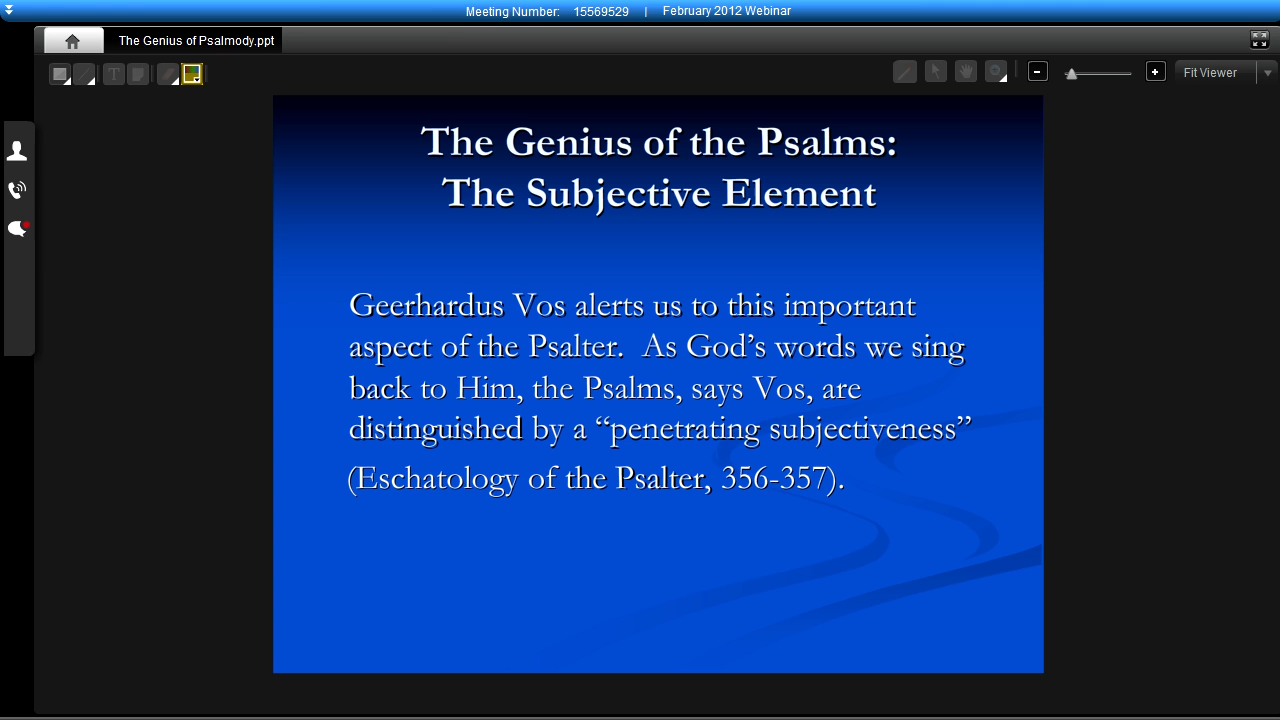 Meeting Number: 15569529 | February 2012 Webinar
The Genius of Psalmody.ppt
T
Fit Viewer
The Genius of the Psalms:
The Subjective Element
Geerhardus Vos alerts us to this important
aspect of the Psalter. As God’s words we sing
back to Him, the Psalms, says Vos, are
distinguished by a “penetrating subjectiveness”
(Eschatology of the Psalter, 356-357).